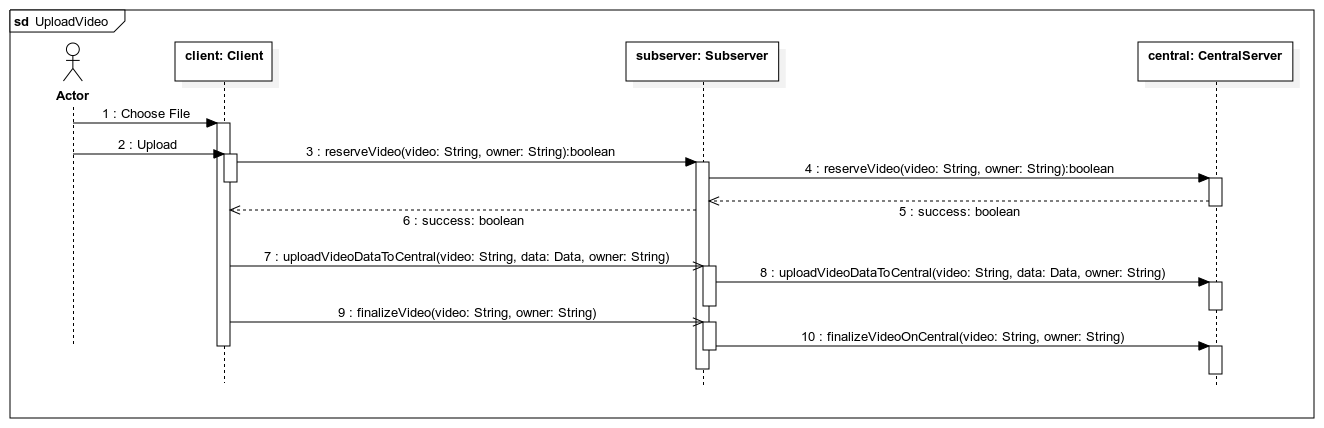 sd UploadVideo
client: Client
subserver: Subserver
central: CentralServer
Actor
1 : Choose File
2 : Upload
3 : reserveVideo(video: String, owner: String):boolean
4 : reserveVideo(video: String, owner: String):boolean
5 : success: boolean
6 : success: boolean
7 : uploadVideoDataToCentral(video: String, data: Data, owner: String)
8 : uploadVideoDataToCentral(video: String, data: Data, owner: String)
9 : finalizeVideo(video: String, owner: String)
10 : finalizeVideoOnCentral(video: String, owner: String)